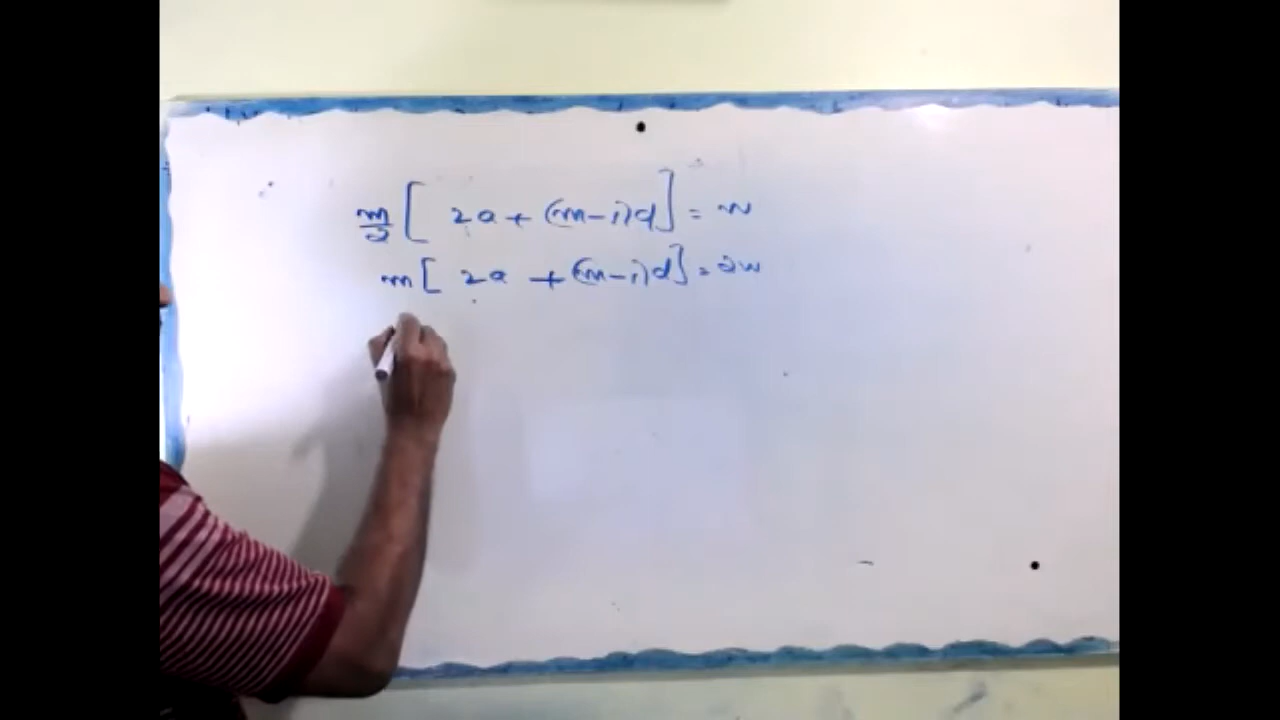 m/2 [ 2a + (m-1)d ] = n
m [ 2a + (m-1)d ] = 2n